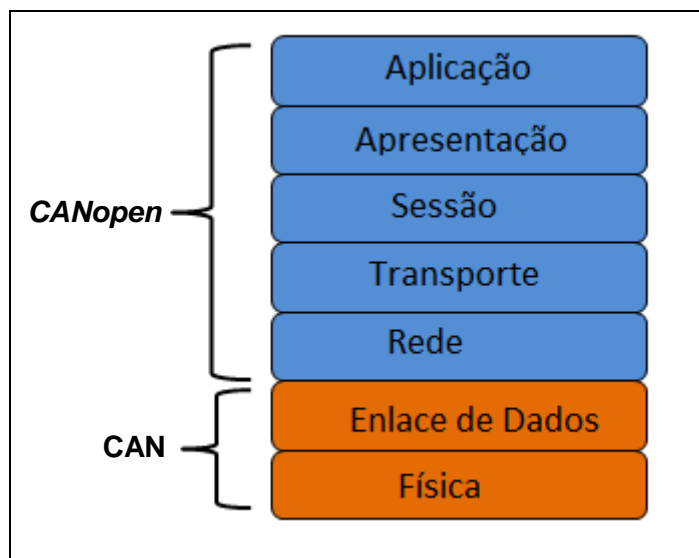 Aplicação
Apresentação
Sessão
CANopen
Transporte
Rede
Enlace de Dados
CAN
Física